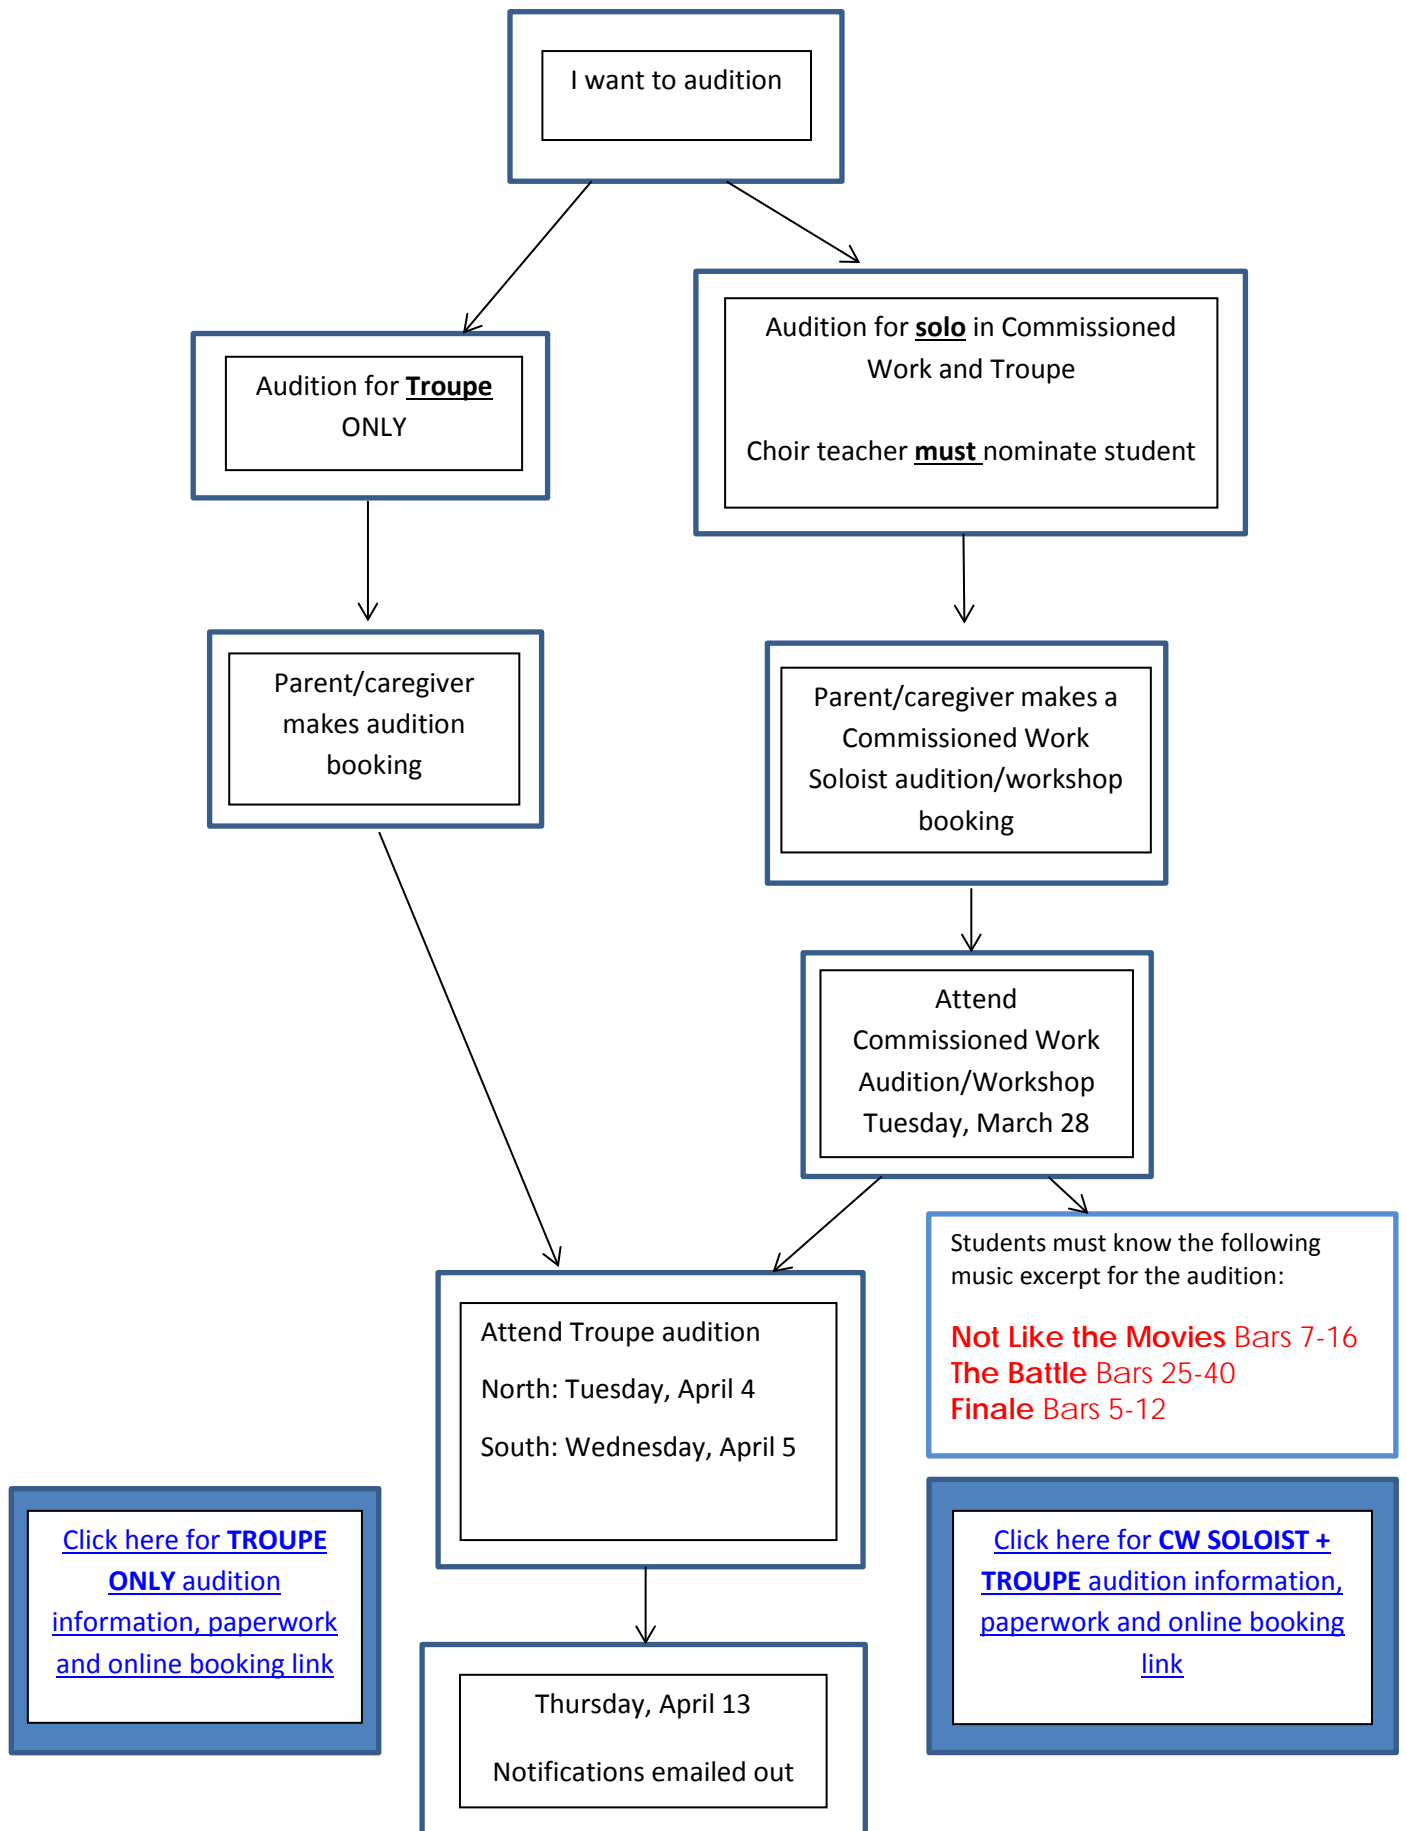 I want to audition
Audition for Troupe
ONLY
Audition for solo in Commissioned
Work and Troupe
Choir teacher must nominate student
Parent/caregiver
makes audition
booking
Parent/caregiver makes a
Commissioned Work
Soloist audition/workshop
booking
Attend
Commissioned Work
Audition/Workshop
Tuesday, March 28
Students must know the following
music excerpt for the audition:
Not Like the Movies Bars 7-16
The Battle Bars 25-40
Finale Bars 5-12
Attend Troupe audition
North: Tuesday, April 4
South: Wednesday, April 5
Click here for TROUPE
ONLY audition
information, paperwork
and online booking link
Click here for CW SOLOIST +
TROUPE audition information,
paperwork and online booking
link
Thursday, April 13
Notifications emailed out